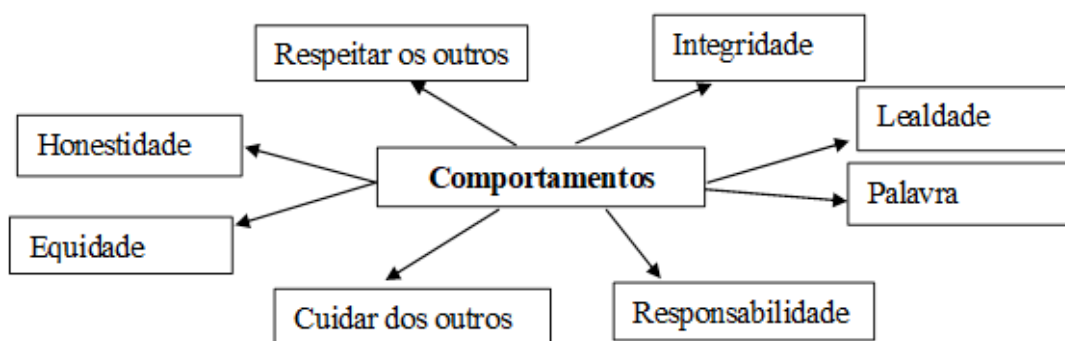 Respeitar os outros
Integridade
Honestidade
Lealdade
Comportamentos
Palavra
Equidade
Cuidar dos outros
Responsabilidade